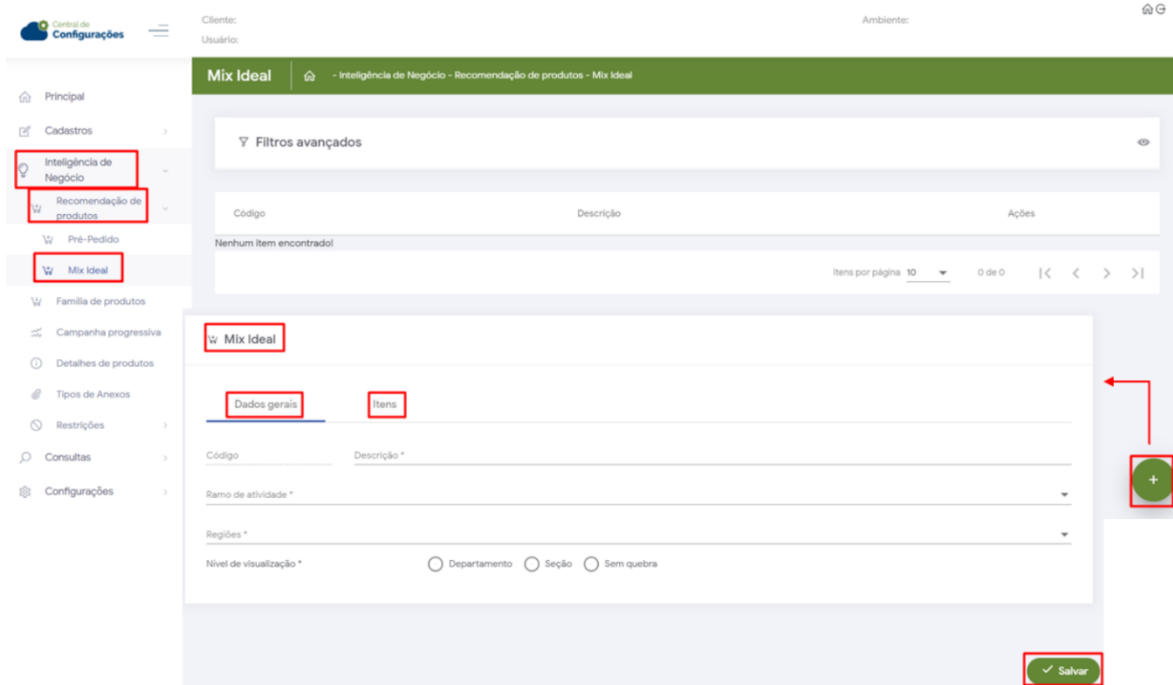 Central de
Configurações
Cliente:
Usuário:
Ambiente:
Mix Ideal
- Inteligência de Negócio - Recomendação de produtos - Mix Ideal
Principal
Cadastros
Inteligência de
Negócio
Recomendação de
produtos
Pré-Pedido
Mix Ideal
Família de produtos
Campanha progressiva
Detalhes de produtos
Tipos de Anexos
Restrições
Consultas
Configurações
Filtros avançados
Código Descrição Ações
Nenhum item encontrado!
Itens por página 10 0 de 0
Mix Ideal
Dados gerais Itens
Código Descrição *
Ramo de atividade *
Regiões *
Nível de visualização * Departamento Seção Sem quebra
+
Salvar